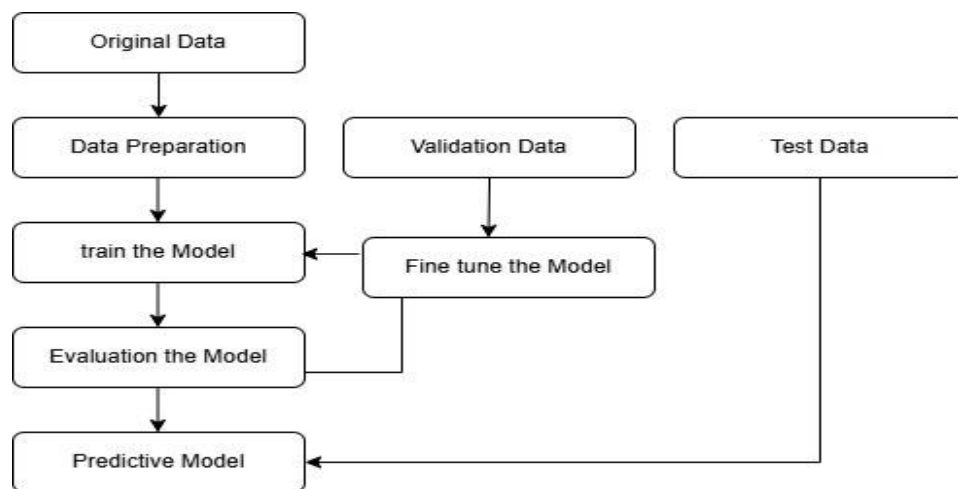 Original Data
Data Preparation
Validation Data
Test Data
train the Model
Fine tune the Model
Evaluation the Model
Predictive Model